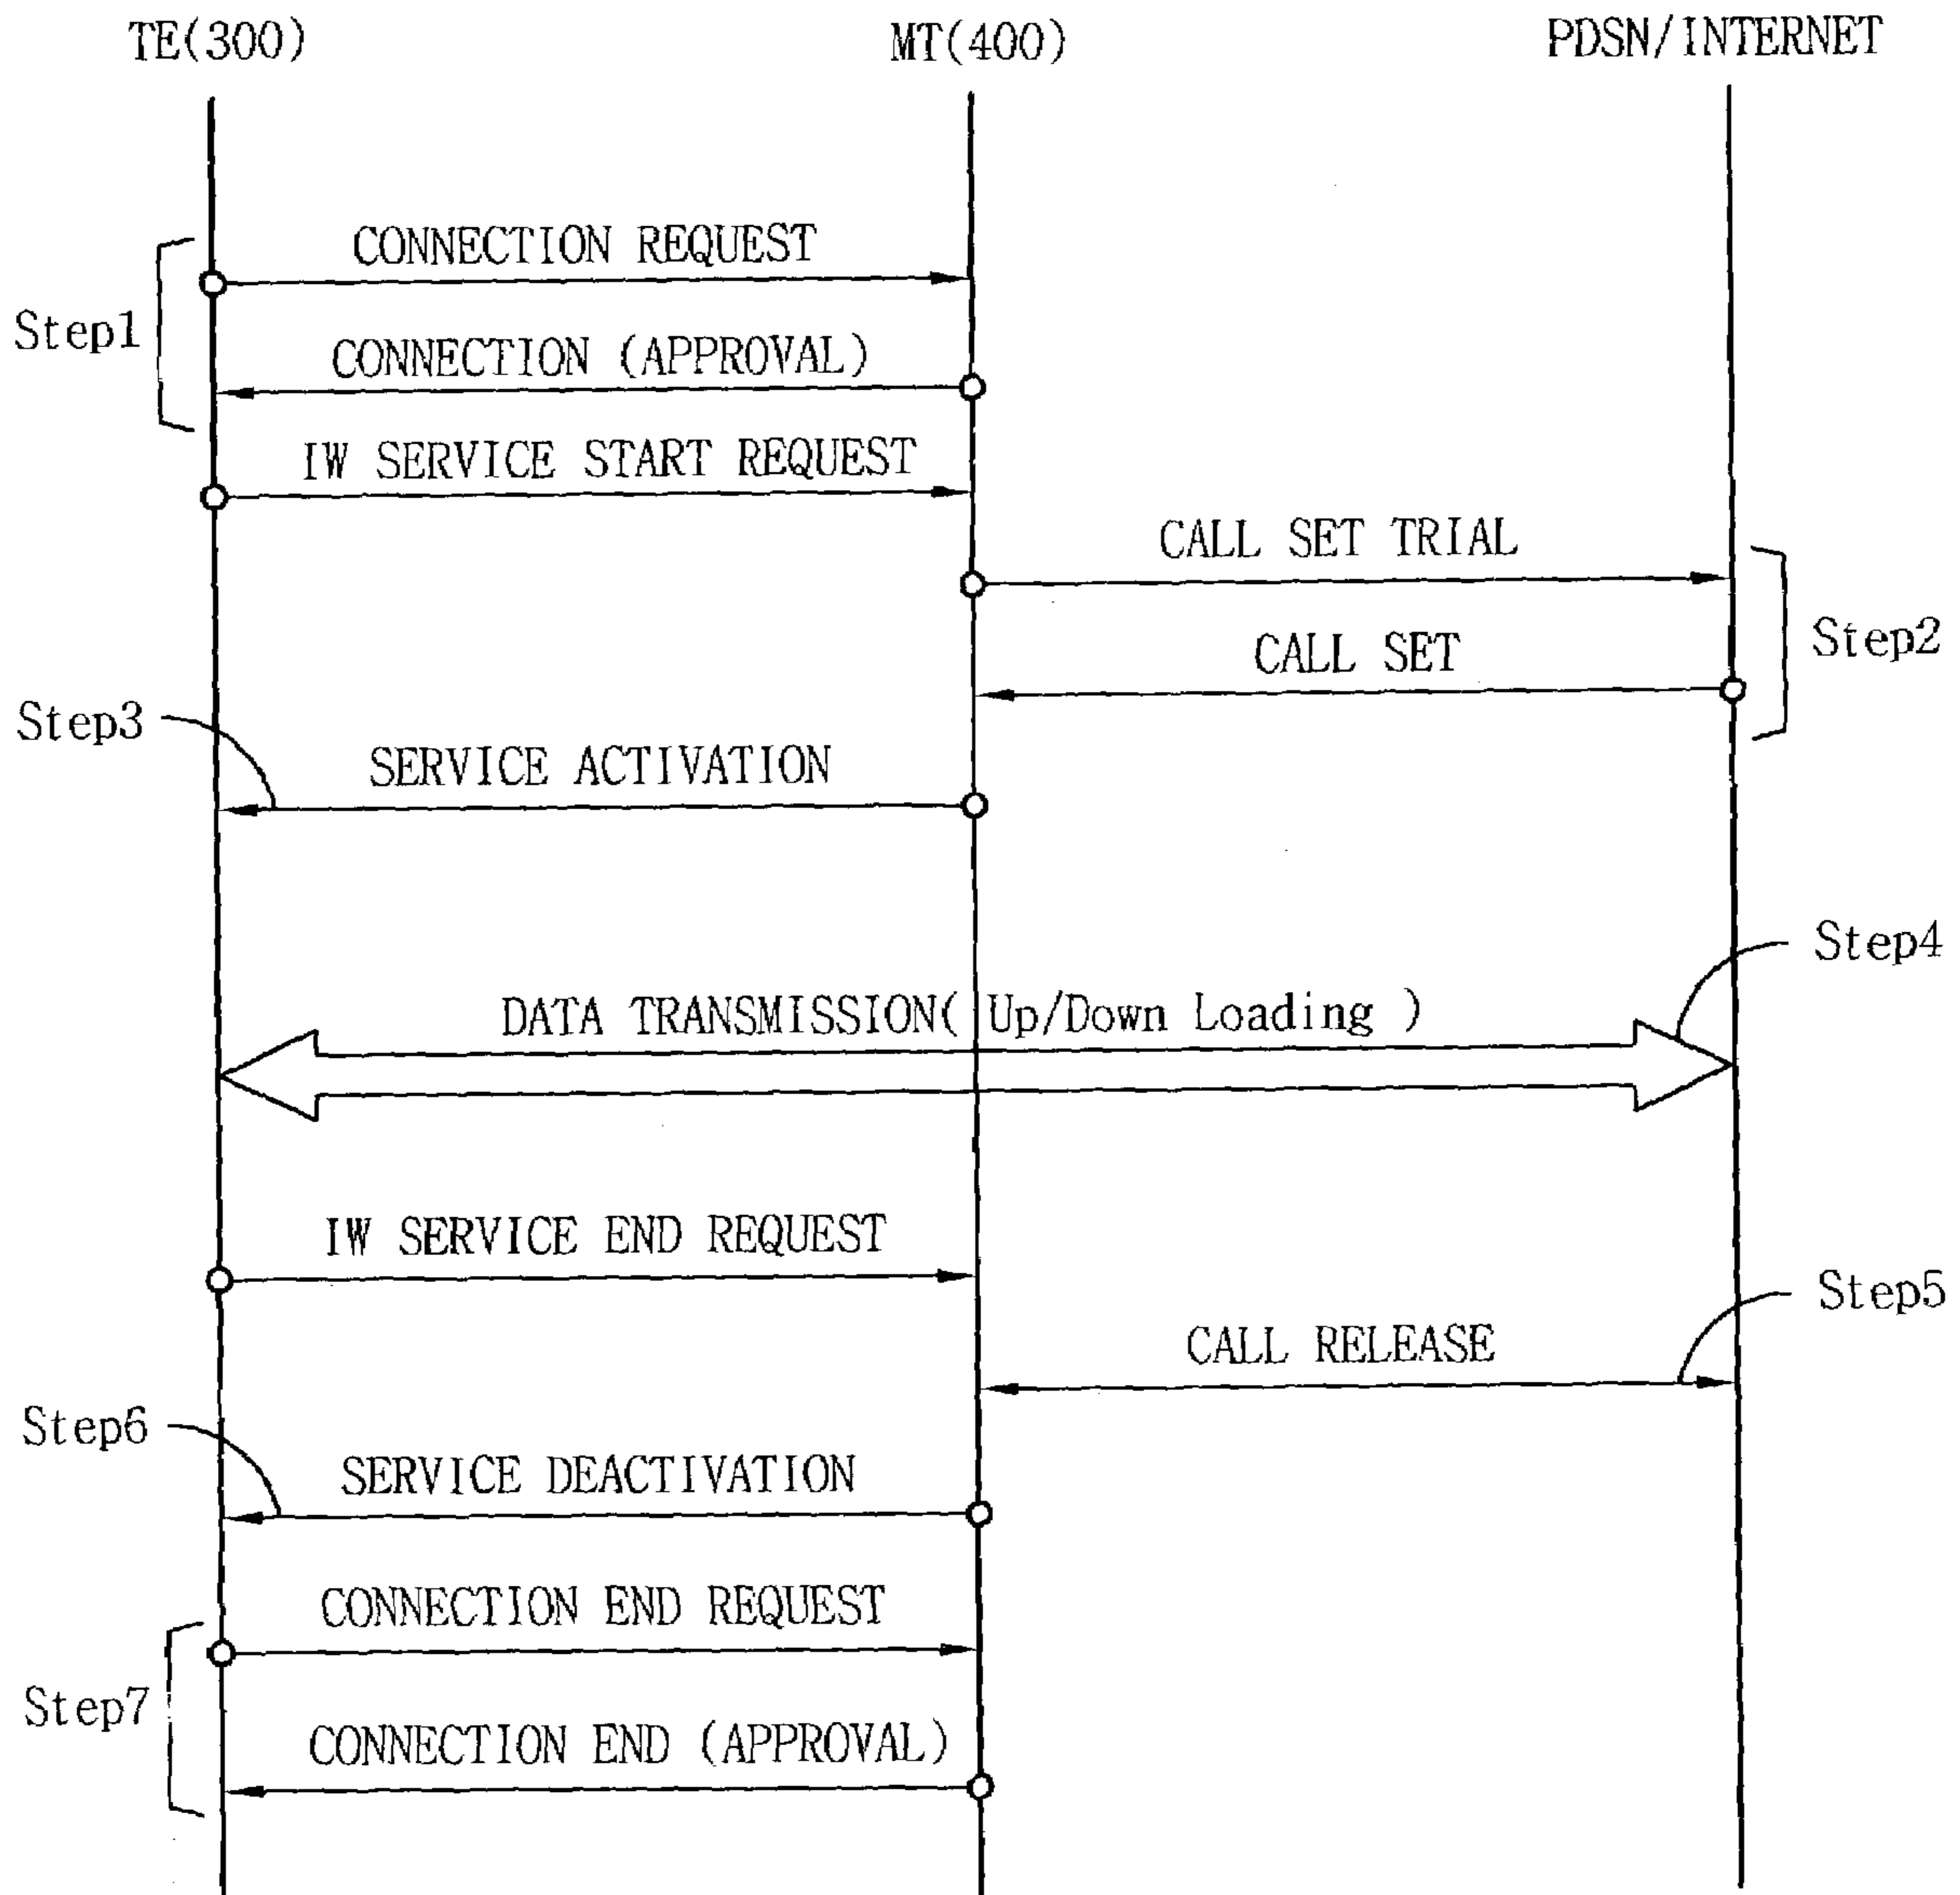 TE(300)
MT(400)
PDSN/INTERNET
CONNECTION REQUEST
Step1
CONNECTION (APPROVAL)
IW SERVICE START REQUEST
CALL SET TRIAL
Step2
CALL SET
Step3
SERVICE ACTIVATION
Step4
DATA TRANSMISSION( Up/Down Loading )
IW SERVICE END REQUEST
Step5
CALL RELEASE
Step6
SERVICE DEACTIVATION
CONNECTION END REQUEST
Step7
CONNECTION END (APPROVAL)